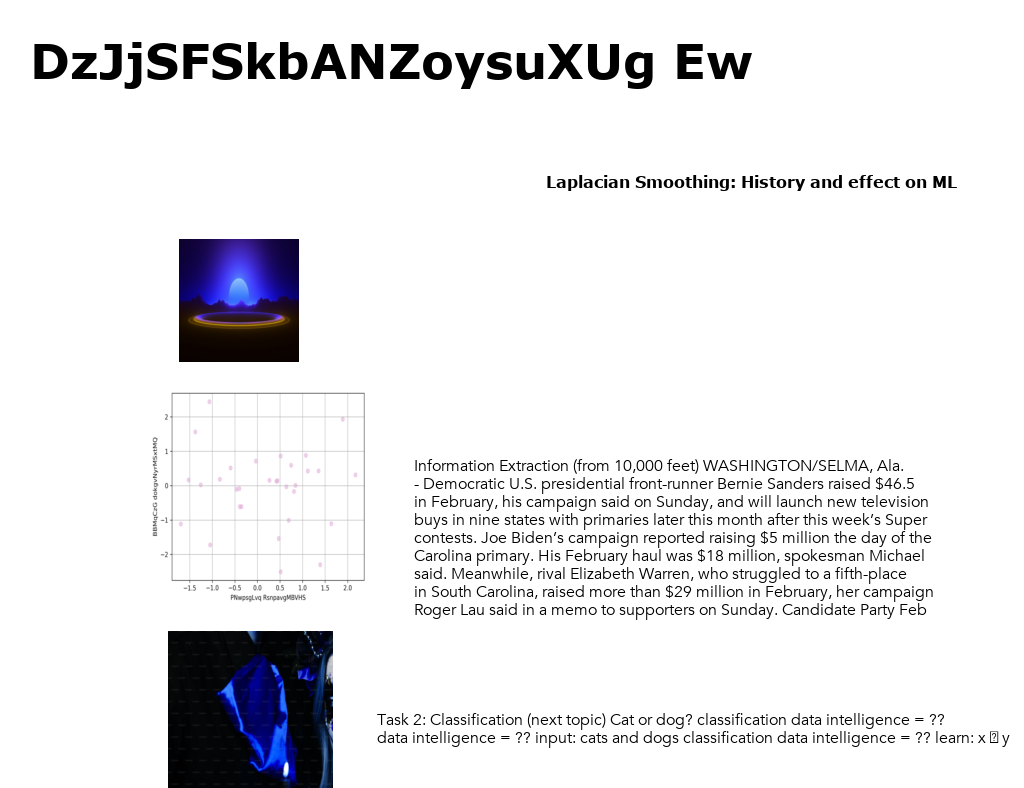 DzJjSFSkbANZoysuXUg Ew
Laplacian Smoothing: History and effect on ML
2
1
0
−1
−2
−1.5 −1.0 −0.5 0.0 0.5 1.0 1.5 2.0
PNwpsgLvq RsnpavgMBVHS
Information Extraction (from 10,000 feet) WASHINGTON/SELMA, Ala.
- Democratic U.S. presidential front-runner Bernie Sanders raised $46.5
in February, his campaign said on Sunday, and will launch new television
buys in nine states with primaries later this month after this week’s Super
contests. Joe Biden’s campaign reported raising $5 million the day of the
Carolina primary. His February haul was $18 million, spokesman Michael
said. Meanwhile, rival Elizabeth Warren, who struggled to a fifth-place
in South Carolina, raised more than $29 million in February, her campaign
Roger Lau said in a memo to supporters on Sunday. Candidate Party Feb
Task 2: Classification (next topic) Cat or dog? classification data intelligence = ??
data intelligence = ?? input: cats and dogs classification data intelligence = ?? learn: x y